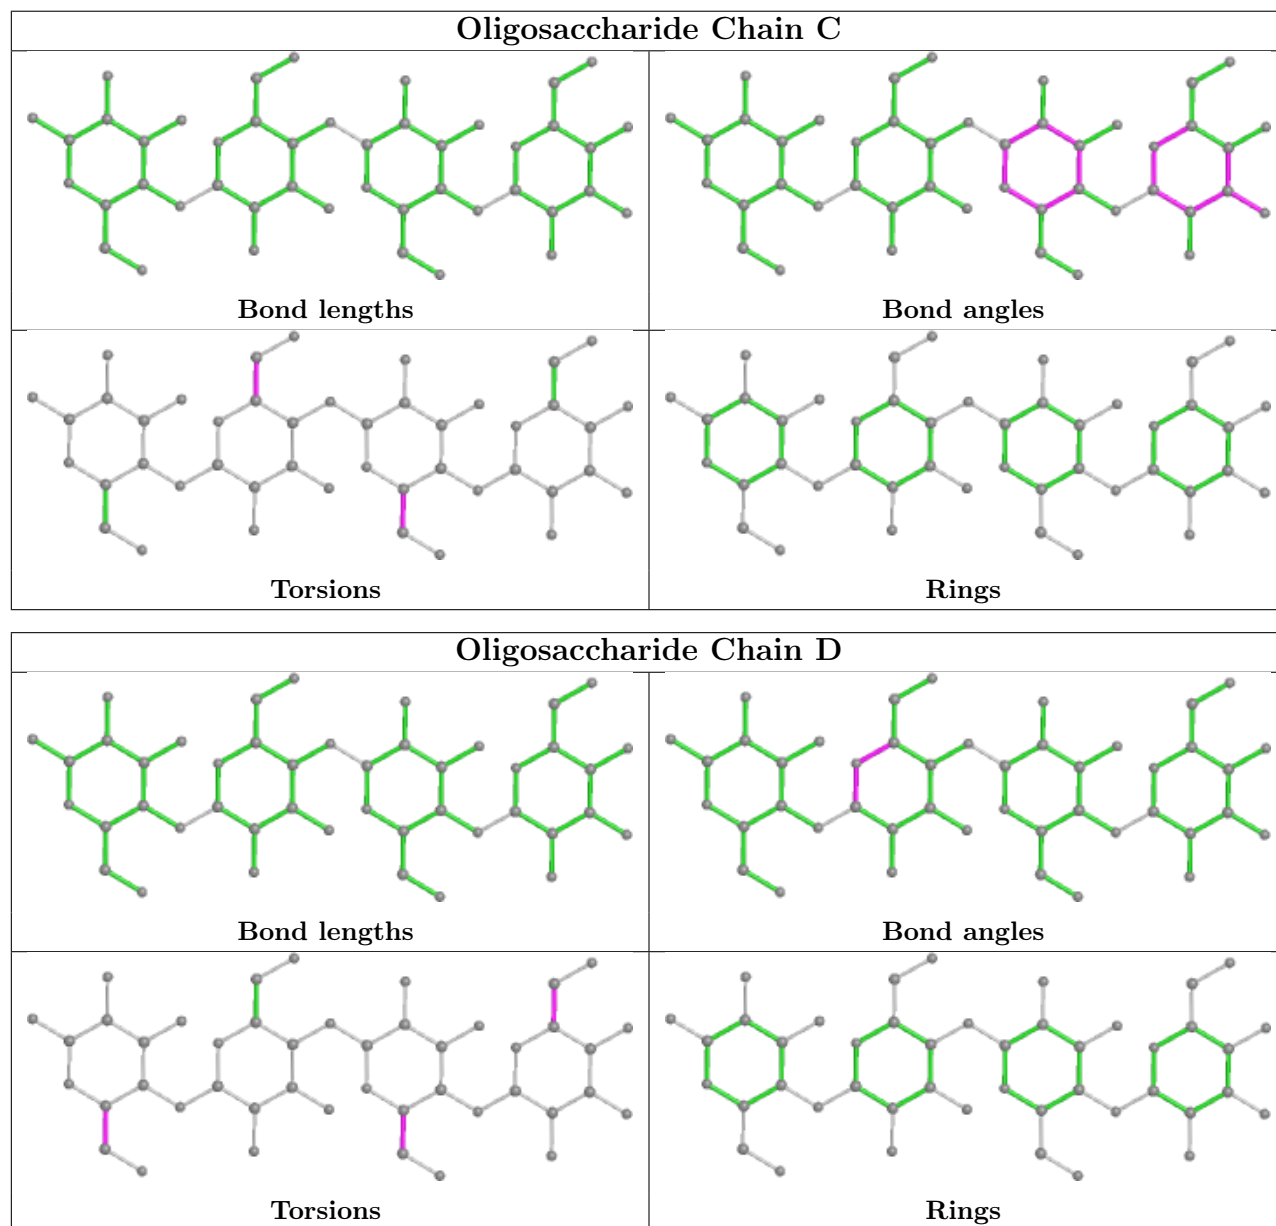 Oligosaccharide Chain C
Bond lengths
Bond angles
Torsions
Rings
Oligosaccharide Chain D
Bond lengths
Bond angles
Torsions
Rings